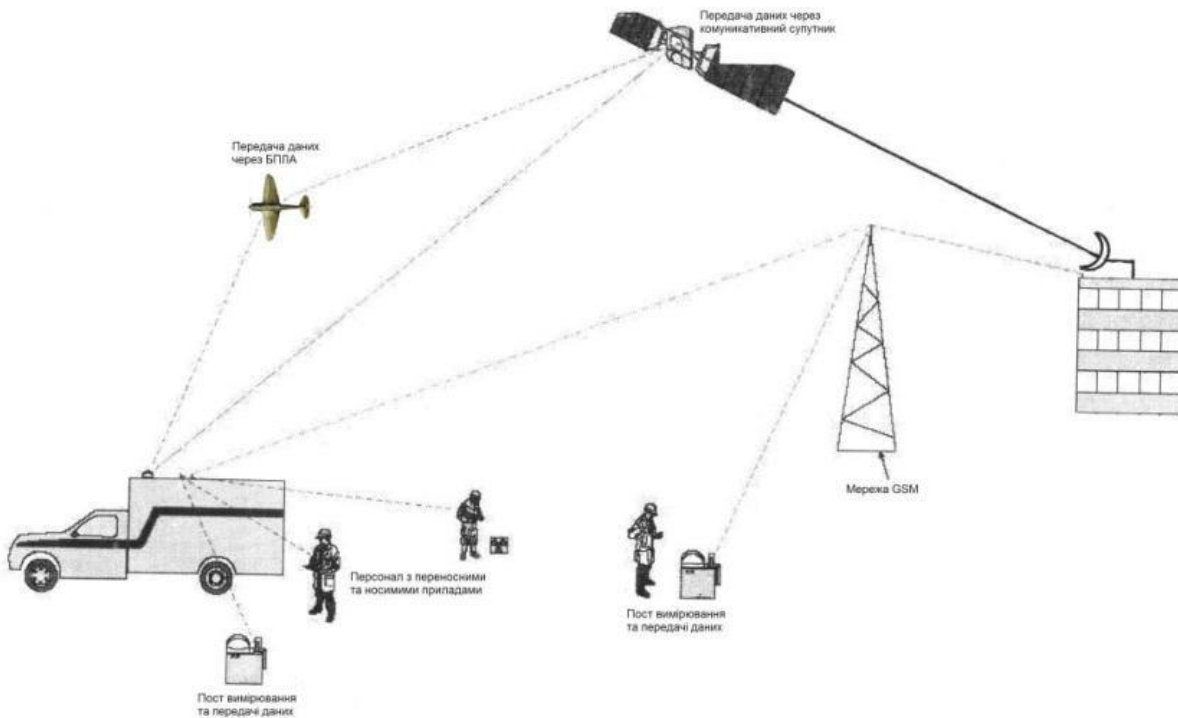 Передача даних через
комуникативний супутник
Передача даних
через БПЛА
Мережа GSM
Персонал з переносними
та носимими приладами
Пост вимірювання
та передачі даних
Пост вимірювання
та передачі даних